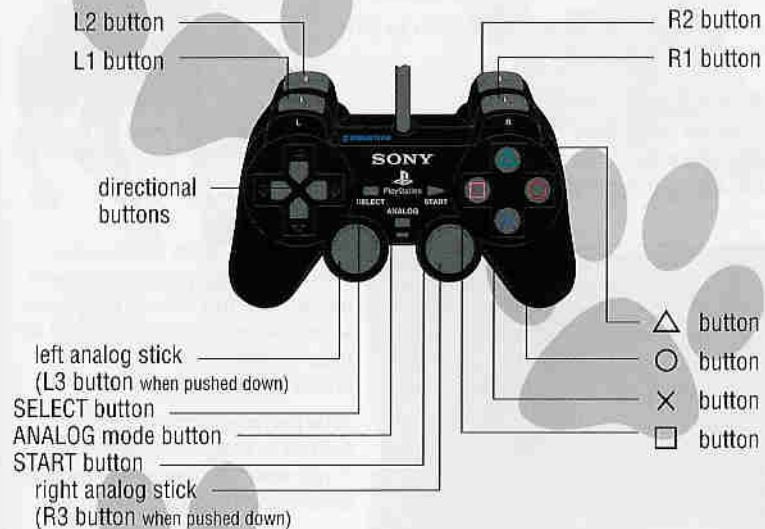 L2 button
L1 button
R2 button
R1 button
L
R
SONY
PlayStation
SELECT
START
ANALOG
directional
buttons
left analog stick
(L3 button when pushed down)
SELECT button
ANALOG mode button
START button
right analog stick
(R3 button when pushed down)
△ button
○ button
✕ button
□ button